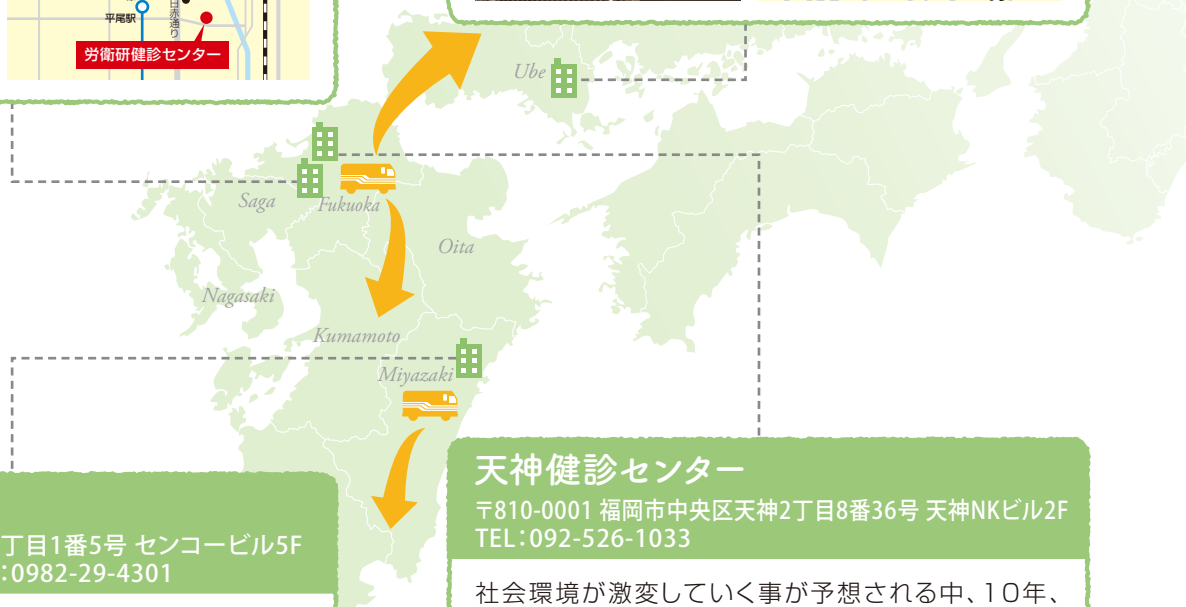 平尾駅
日赤通り
労衛研健診センター
Ube
Saga
Fukuoka
Oita
Nagasaki
Kumamoto
Miyazaki
丁目1番5号 センコービル5F
:0982-29-4301
天神健診センター
〒810-0001 福岡市中央区天神2丁目8番36号 天神NKビル2F
TEL:092-526-1033
社会環境が激変していく事が予想される中、10年、